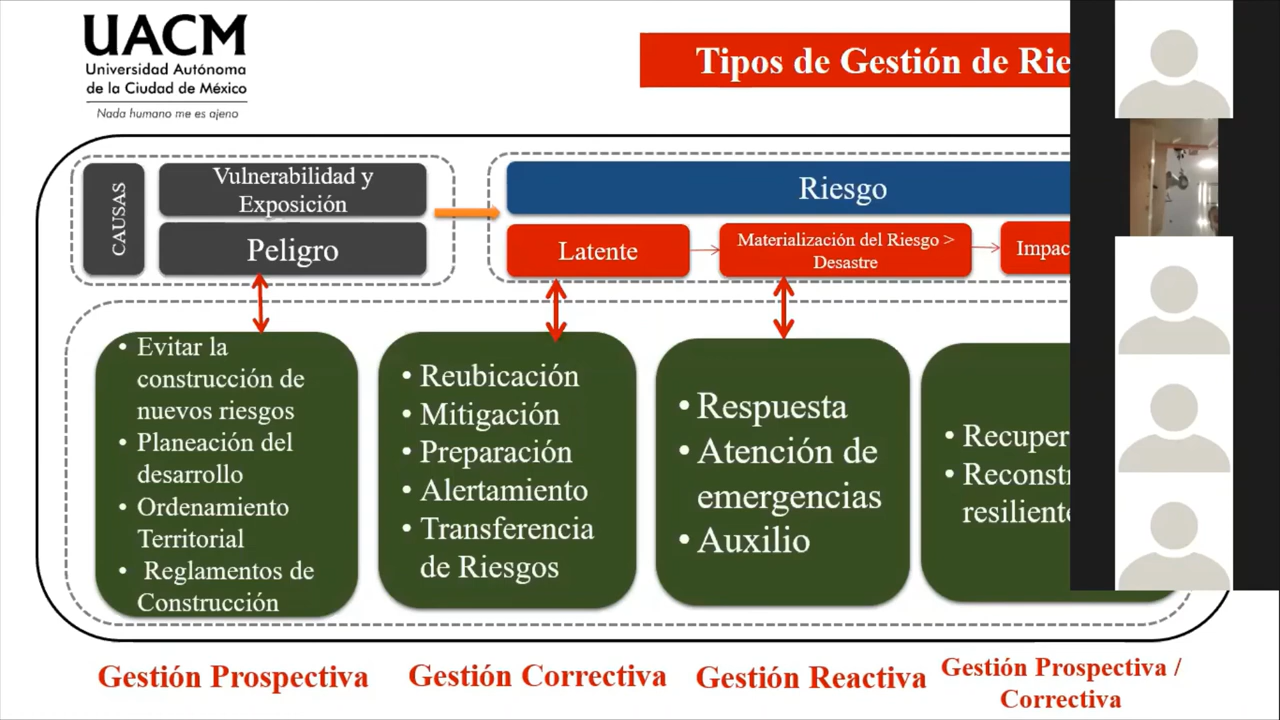 UACM
Universidad Autónoma
de la Ciudad de México
Nada humano me es ajeno
Tipos de Gestión de Rie
CAUSAS
Vulnerabilidad y
Exposición
Peligro
Riesgo
Latente
Materialización del Riesgo >
Desastre
Impac
• Evitar la
construcción de
nuevos riesgos
• Planeación del
desarrollo
• Ordenamiento
Territorial
• Reglamentos de
Construcción
• Reubicación
• Mitigación
• Preparación
• Alertamiento
• Transferencia
de Riesgos
• Respuesta
• Atención de
emergencias
• Auxilio
• Recuper
• Reconst
resiliente
Gestión Prospectiva
Gestión Correctiva
Gestión Reactiva
Gestión Prospectiva /
Correctiva